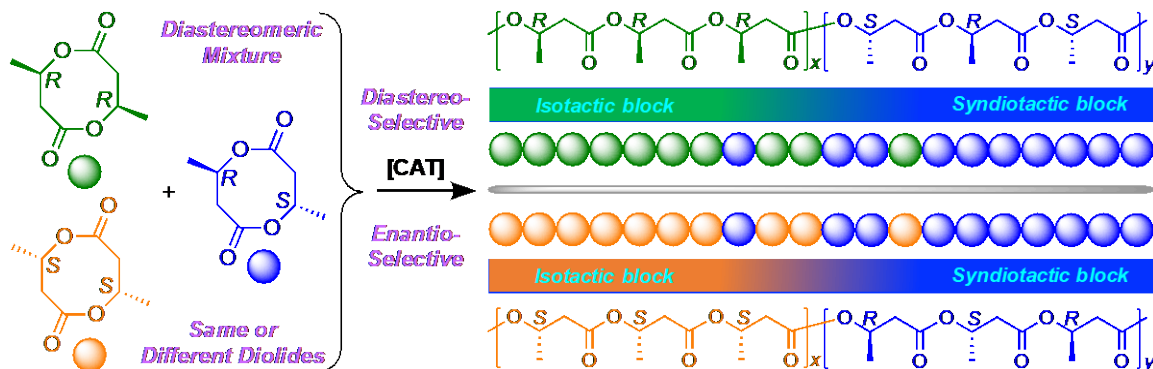 Diastereomeric
Mixture
O
O
R
R
O
O
+
O
O
R
S
O
O
O
O
S
S
O
O
Same or
Different Diolides
Diastereo-
Selective
[CAT]
Enantio-
Selective
O R O R O R O S O R O S
O O O x O O O y
Isotactic block Syndiotactic block
Isotactic block Syndiotactic block
O S O S O S O R O S O R
O O O x O O O y